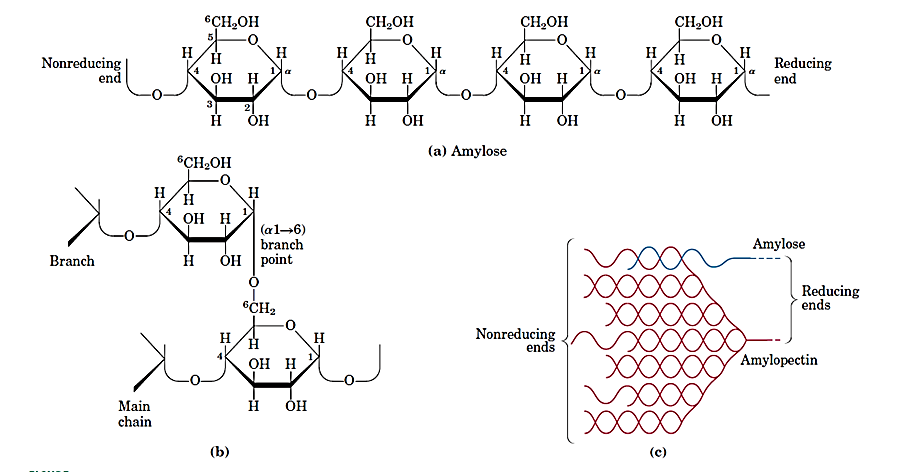 6CH2OH CH2OH CH2OH CH2OH
5 O O O O
H H H H H H H H
Nonreducing end
4 H 1 α 4 H 1 α 4 H 1 α 4 H 1 α
Reducing end
OH H OH H OH H OH H
O O O O
3 2
H OH H OH H OH H OH
(a) Amylose
6CH2OH
O
H H H
4 1
OH H
O
H OH
Branch
(α1→6)
branch
point
O
6CH2
O
H H H
4 1
OH H
O O
H OH
Main
chain
(b)
Amylose
Reducing
ends
Nonreducing
ends
Amylopectin
(c)